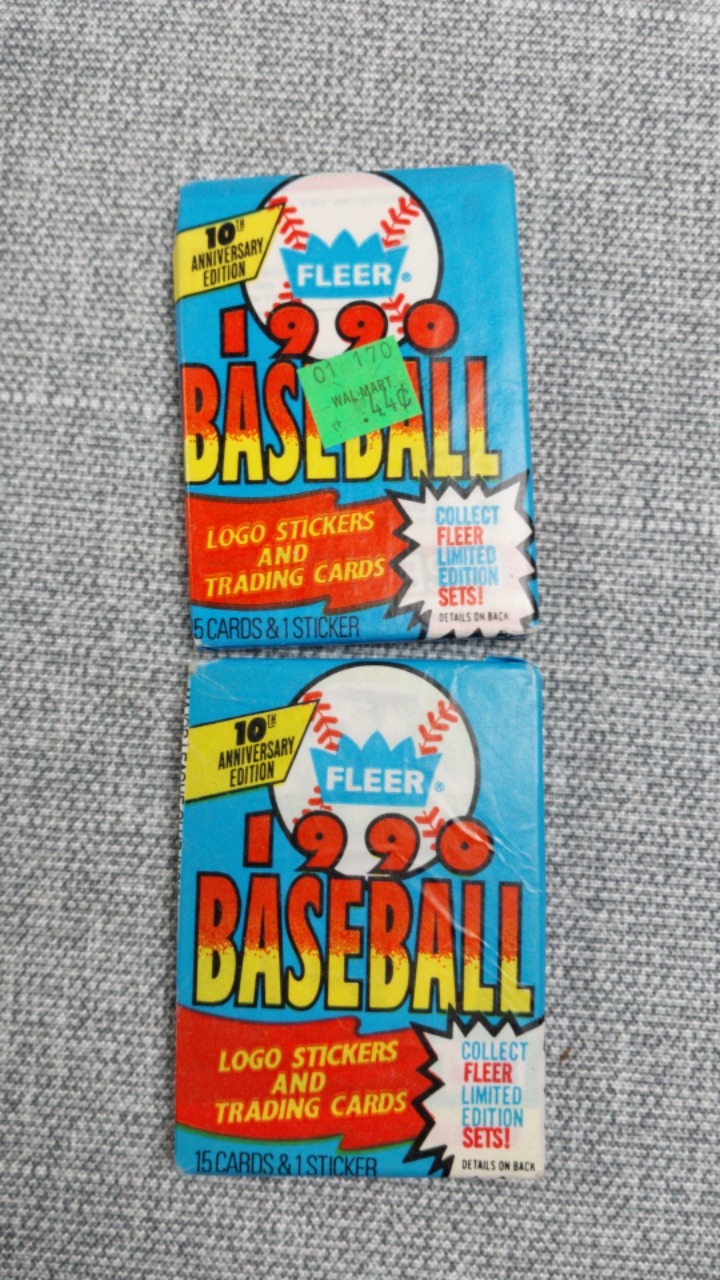 10TH
ANNIVERSARY
EDITION
FLEER®
1990
01 170
WAL-MART
.44¢
BASEBALL
LOGO STICKERS
AND
TRADING CARDS
COLLECT
FLEER
LIMITED
EDITION
SETS!
DETAILS ON BACK
5 CARDS & 1 STICKER
10TH
ANNIVERSARY
EDITION
FLEER®
1990
BASEBALL
LOGO STICKERS
AND
TRADING CARDS
COLLECT
FLEER
LIMITED
EDITION
SETS!
DETAILS ON BACK
15 CARDS & 1 STICKER